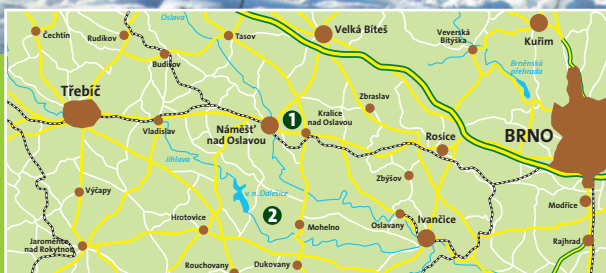 Oslava
Čechtín
Rudíkov
Tasov
Velká Bíteš
Veverská
Bitýška
Kuřim
Budišov
Brněnská
přehrada
Třebíč
Zbraslav
Vladislav
Náměšť
nad Oslavou
1
Kralice
nad Oslavou
Rosice
BRNO
Jihlava
Zbýšov
Výčapy
v. n. Dalešice
Hrotovice
2
Mohelno
Oslavany
Ivančice
Modřice
Jaroměřice
nad Rokytnou
Rajhrad
Rouchovany
Dukovany